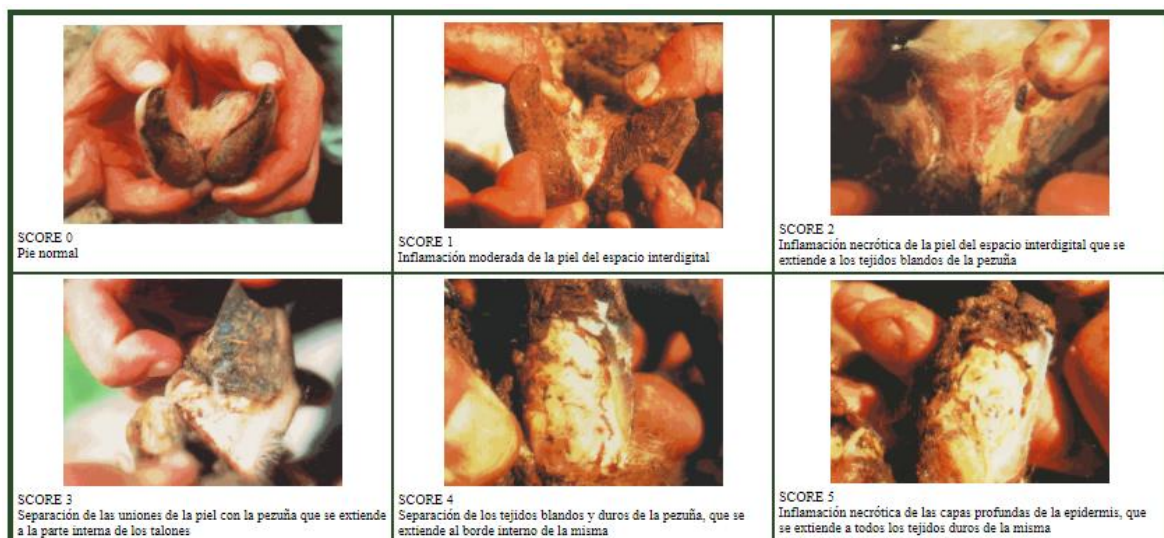 SCORE 0
Pie normal
SCORE 1
Inflamación moderada de la piel del espacio interdigital
SCORE 2
Inflamación necrótica de la piel del espacio interdigital que se
extiende a los tejidos blandos de la pezuña
SCORE 3
Separación de las uniones de la piel con la pezuña que se extiende
a la parte interna de los talones
SCORE 4
Separación de los tejidos blandos y duros de la pezuña, que se
extiende al borde interno de la misma
SCORE 5
Inflamación necrótica de las capas profundas de la epidermis, que
se extiende a todos los tejidos duros de la misma